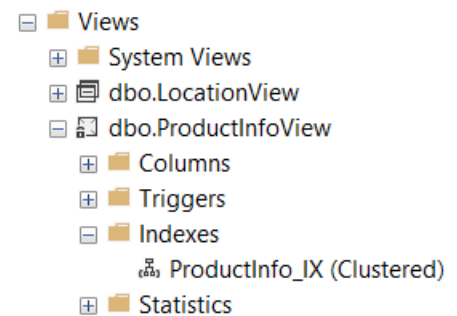 Views
System Views
dbo.LocationView
dbo.ProductInfoView
Columns
Triggers
Indexes
ProductInfo_IX (Clustered)
Statistics